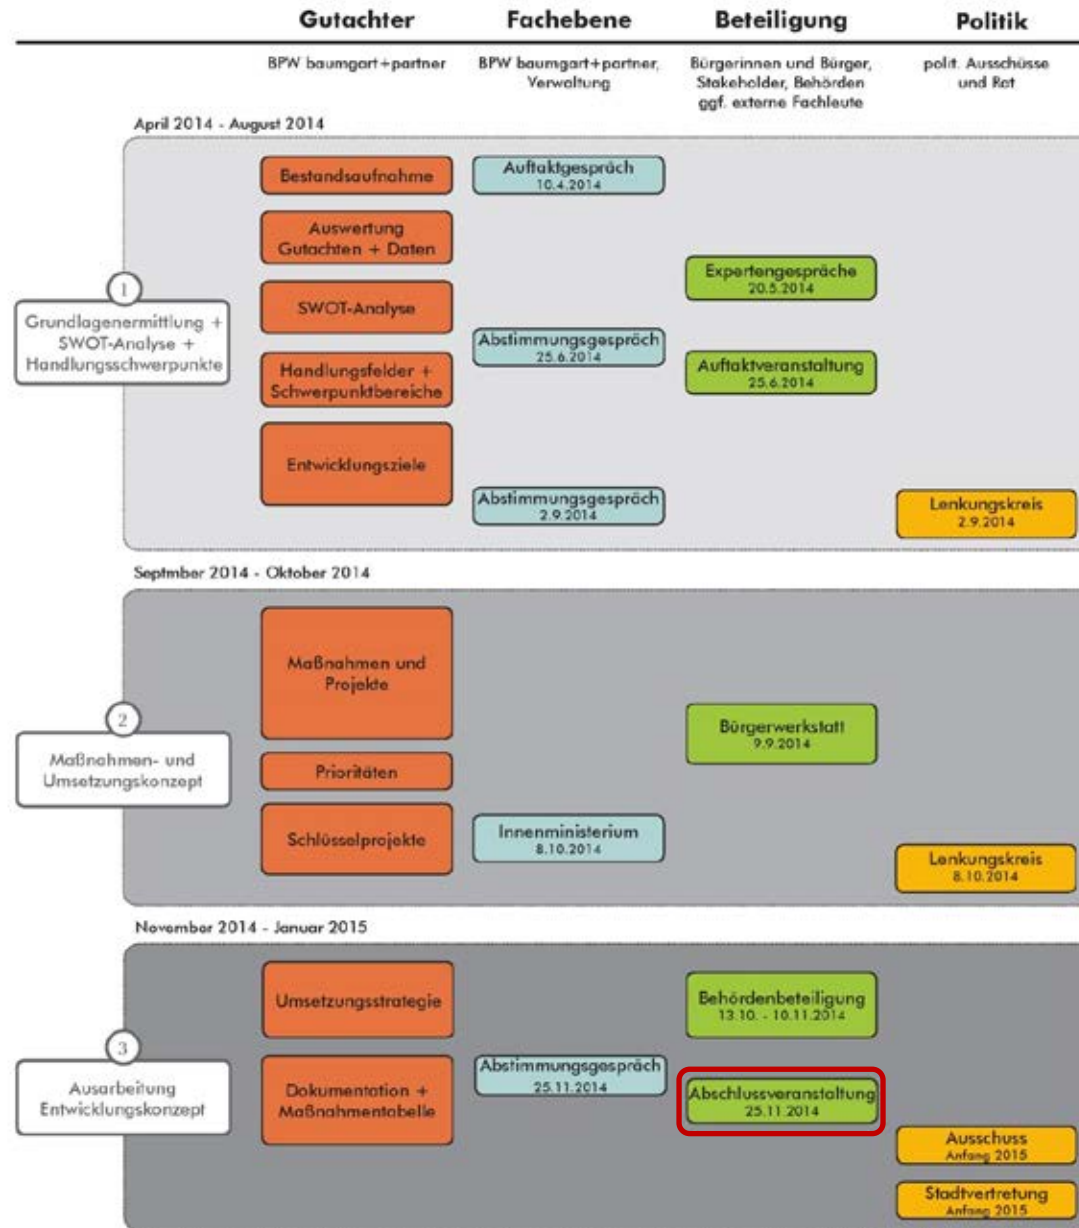 Gutachter
Fachebene
Beteiligung
Politik
BPW baumgart+partner
BPW baumgart+partner,
Verwaltung
Bürgerinnen und Bürger,
Stakeholder, Behörden
ggf. externe Fachleute
polit. Ausschüsse
und Rat
April 2014 - August 2014
1
Grundlagenermittlung +
SWOT-Analyse +
Handlungsschwerpunkte
Bestandsaufnahme
Auftaktgespräch
10.4.2014
Auswertung
Gutachten + Daten
Expertengespräche
20.5.2014
SWOT-Analyse
Abstimmungsgespräch
25.6.2014
Handlungsfelder +
Schwerpunktbereiche
Auftaktveranstaltung
25.6.2014
Entwicklungsziele
Abstimmungsgespräch
2.9.2014
Lenkungskreis
2.9.2014
Septmber 2014 - Oktober 2014
2
Maßnahmen- und
Umsetzungskonzept
Maßnahmen und
Projekte
Bürgerwerkstatt
9.9.2014
Prioritäten
Schlüsselprojekte
Innenministerium
8.10.2014
Lenkungskreis
8.10.2014
November 2014 - Januar 2015
3
Ausarbeitung
Entwicklungskonzept
Umsetzungsstrategie
Behördenbeteiligung
13.10. - 10.11.2014
Dokumentation +
Maßnahmentabelle
Abstimmungsgespräch
25.11.2014
Abschlussveranstaltung
25.11.2014
Ausschuss
Anfang 2015
Stadtvertretung
Anfang 2015